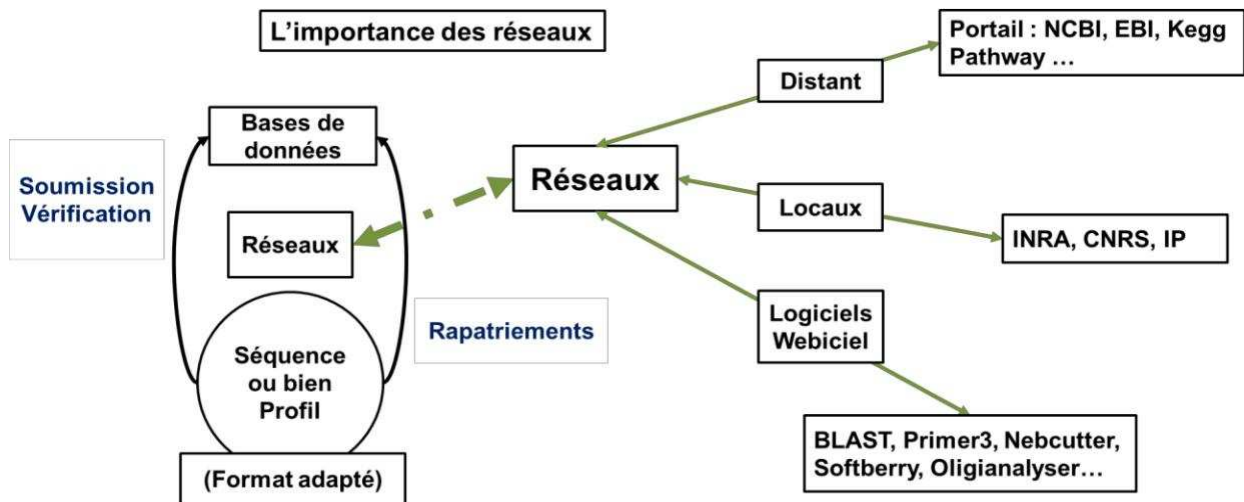 L'importance des réseaux
Bases de
données
Soumission
Vérification
Réseaux
Rapatriements
Séquence
ou bien
Profil
(Format adapté)
Réseaux
Distant
Portail : NCBI, EBI, Kegg
Pathway ...
Locaux
INRA, CNRS, IP
Logiciels
Webiciel
BLAST, Primer3, Nebcutter,
Softberry, Oligianalyser...